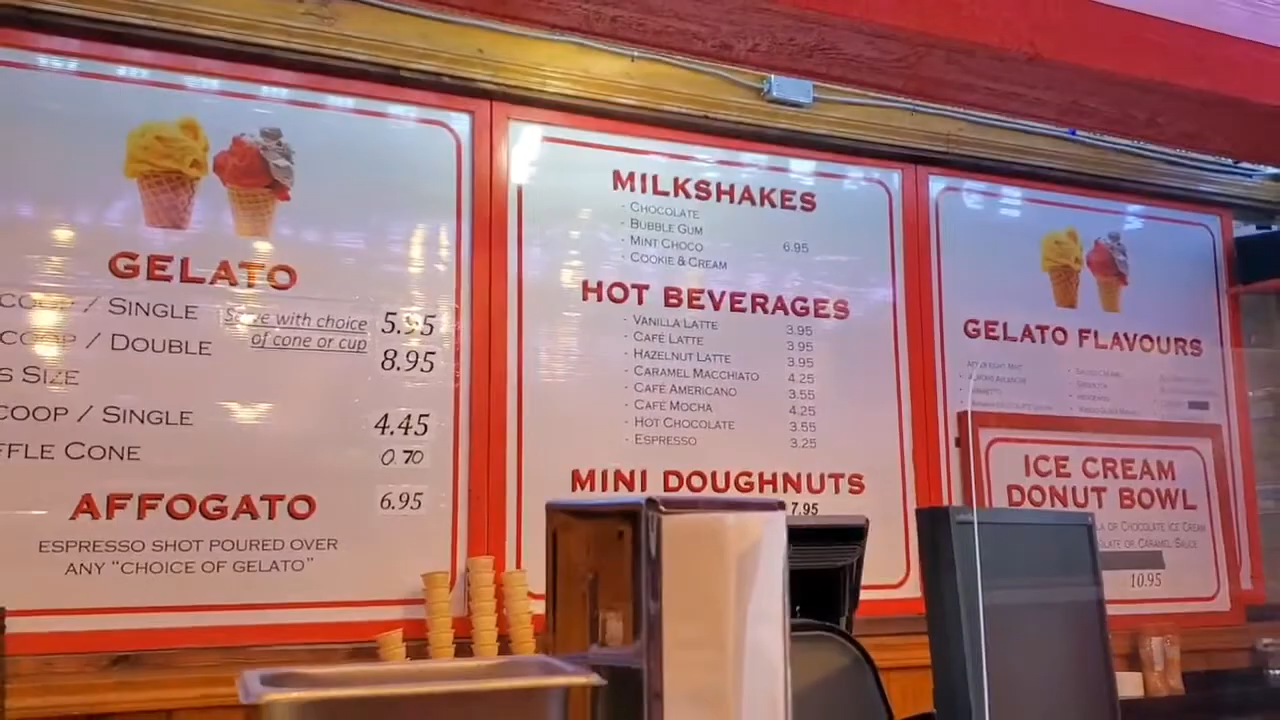 GELATO
COOP / SINGLE 5.95
Serve with choice
of cone or cup
COOP / DOUBLE 8.95
S SIZE
COOP / SINGLE 4.45
FFLE CONE 0.70
AFFOGATO 6.95
ESPRESSO SHOT POURED OVER
ANY “CHOICE OF GELATO”
MILKSHAKES
- CHOCOLATE
- BUBBLE GUM
- MINT CHOCO 6.95
- COOKIE & CREAM
HOT BEVERAGES
- VANILLA LATTE 3.95
- CAFÉ LATTE 3.95
- HAZELNUT LATTE 3.95
- CARAMEL MACCHIATO 4.25
- CAFÉ AMERICANO 3.55
- CAFÉ MOCHA 4.25
- HOT CHOCOLATE 3.55
- ESPRESSO 3.25
MINI DOUGHNUTS
7.95
GELATO FLAVOURS
ICE CREAM
DONUT BOWL
LA OR CHOCOLATE ICE CREAM
OLATE OR CARAMEL SAUCE
10.95